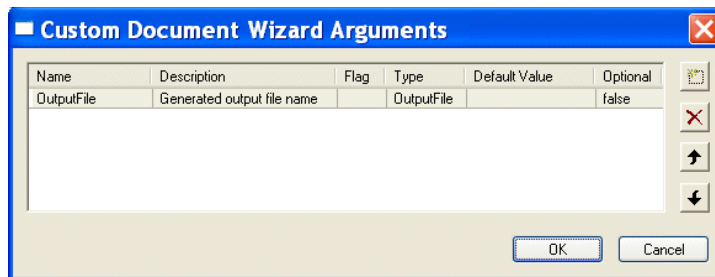 Custom Document Wizard Arguments
Name Description Flag Type Default Value Optional
OutputFile Generated output file name OutputFile false
OK Cancel